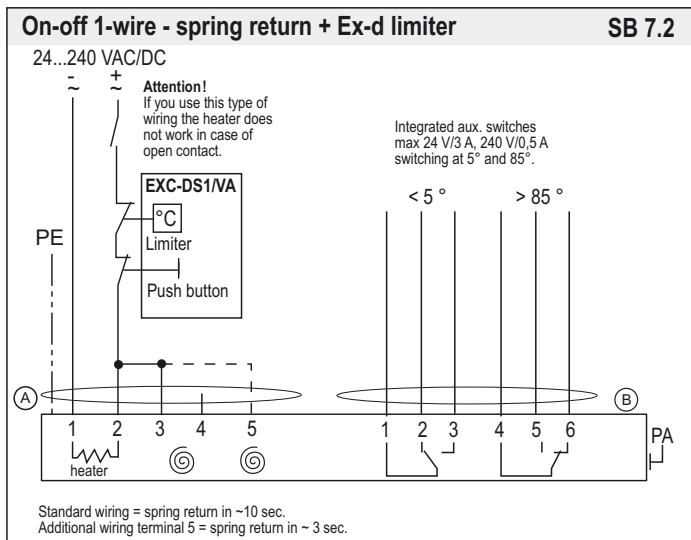 On-off 1-wire - spring return + Ex-d limiter SB 7.2
24...240 VAC/DC
- +
~ ~
Attention!
If you use this type of
wiring the heater does
not work in case of
open contact.
Integrated aux. switches
max 24 V/3 A, 240 V/0,5 A
switching at 5° and 85°.
EXC-DS1/VA
< 5 ° > 85 °
°C
Limiter
PE
Push button
A B
1 2 3 4 5 1 2 3 4 5 6
PA
heater
Standard wiring = spring return in ~10 sec.
Additional wiring terminal 5 = spring return in ~ 3 sec.